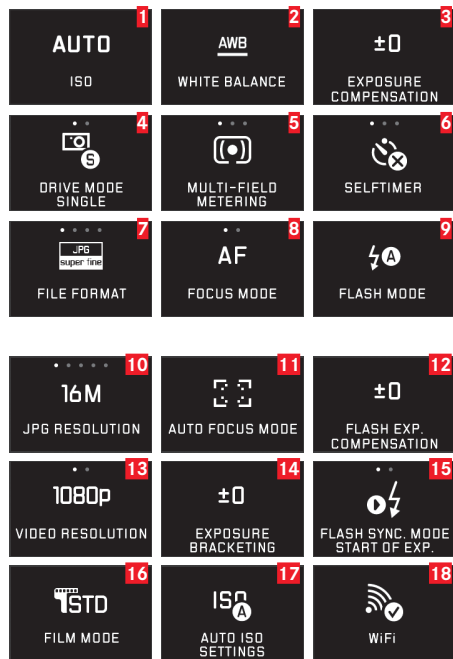 1
AUTO
ISO
2
AWB
WHITE BALANCE
3
±0
EXPOSURE
COMPENSATION
4
S
DRIVE MODE
SINGLE
5
MULTI-FIELD
METERING
6
SELFTIMER
7
JPG
super fine
FILE FORMAT
8
AF
FOCUS MODE
9
A
FLASH MODE
10
16M
JPG RESOLUTION
11
AUTO FOCUS MODE
12
±0
FLASH EXP.
COMPENSATION
13
1080p
VIDEO RESOLUTION
14
±0
EXPOSURE
BRACKETING
15
FLASH SYNC. MODE
START OF EXP.
16
STD
FILM MODE
17
ISO
A
AUTO ISO
SETTINGS
18
WiFi